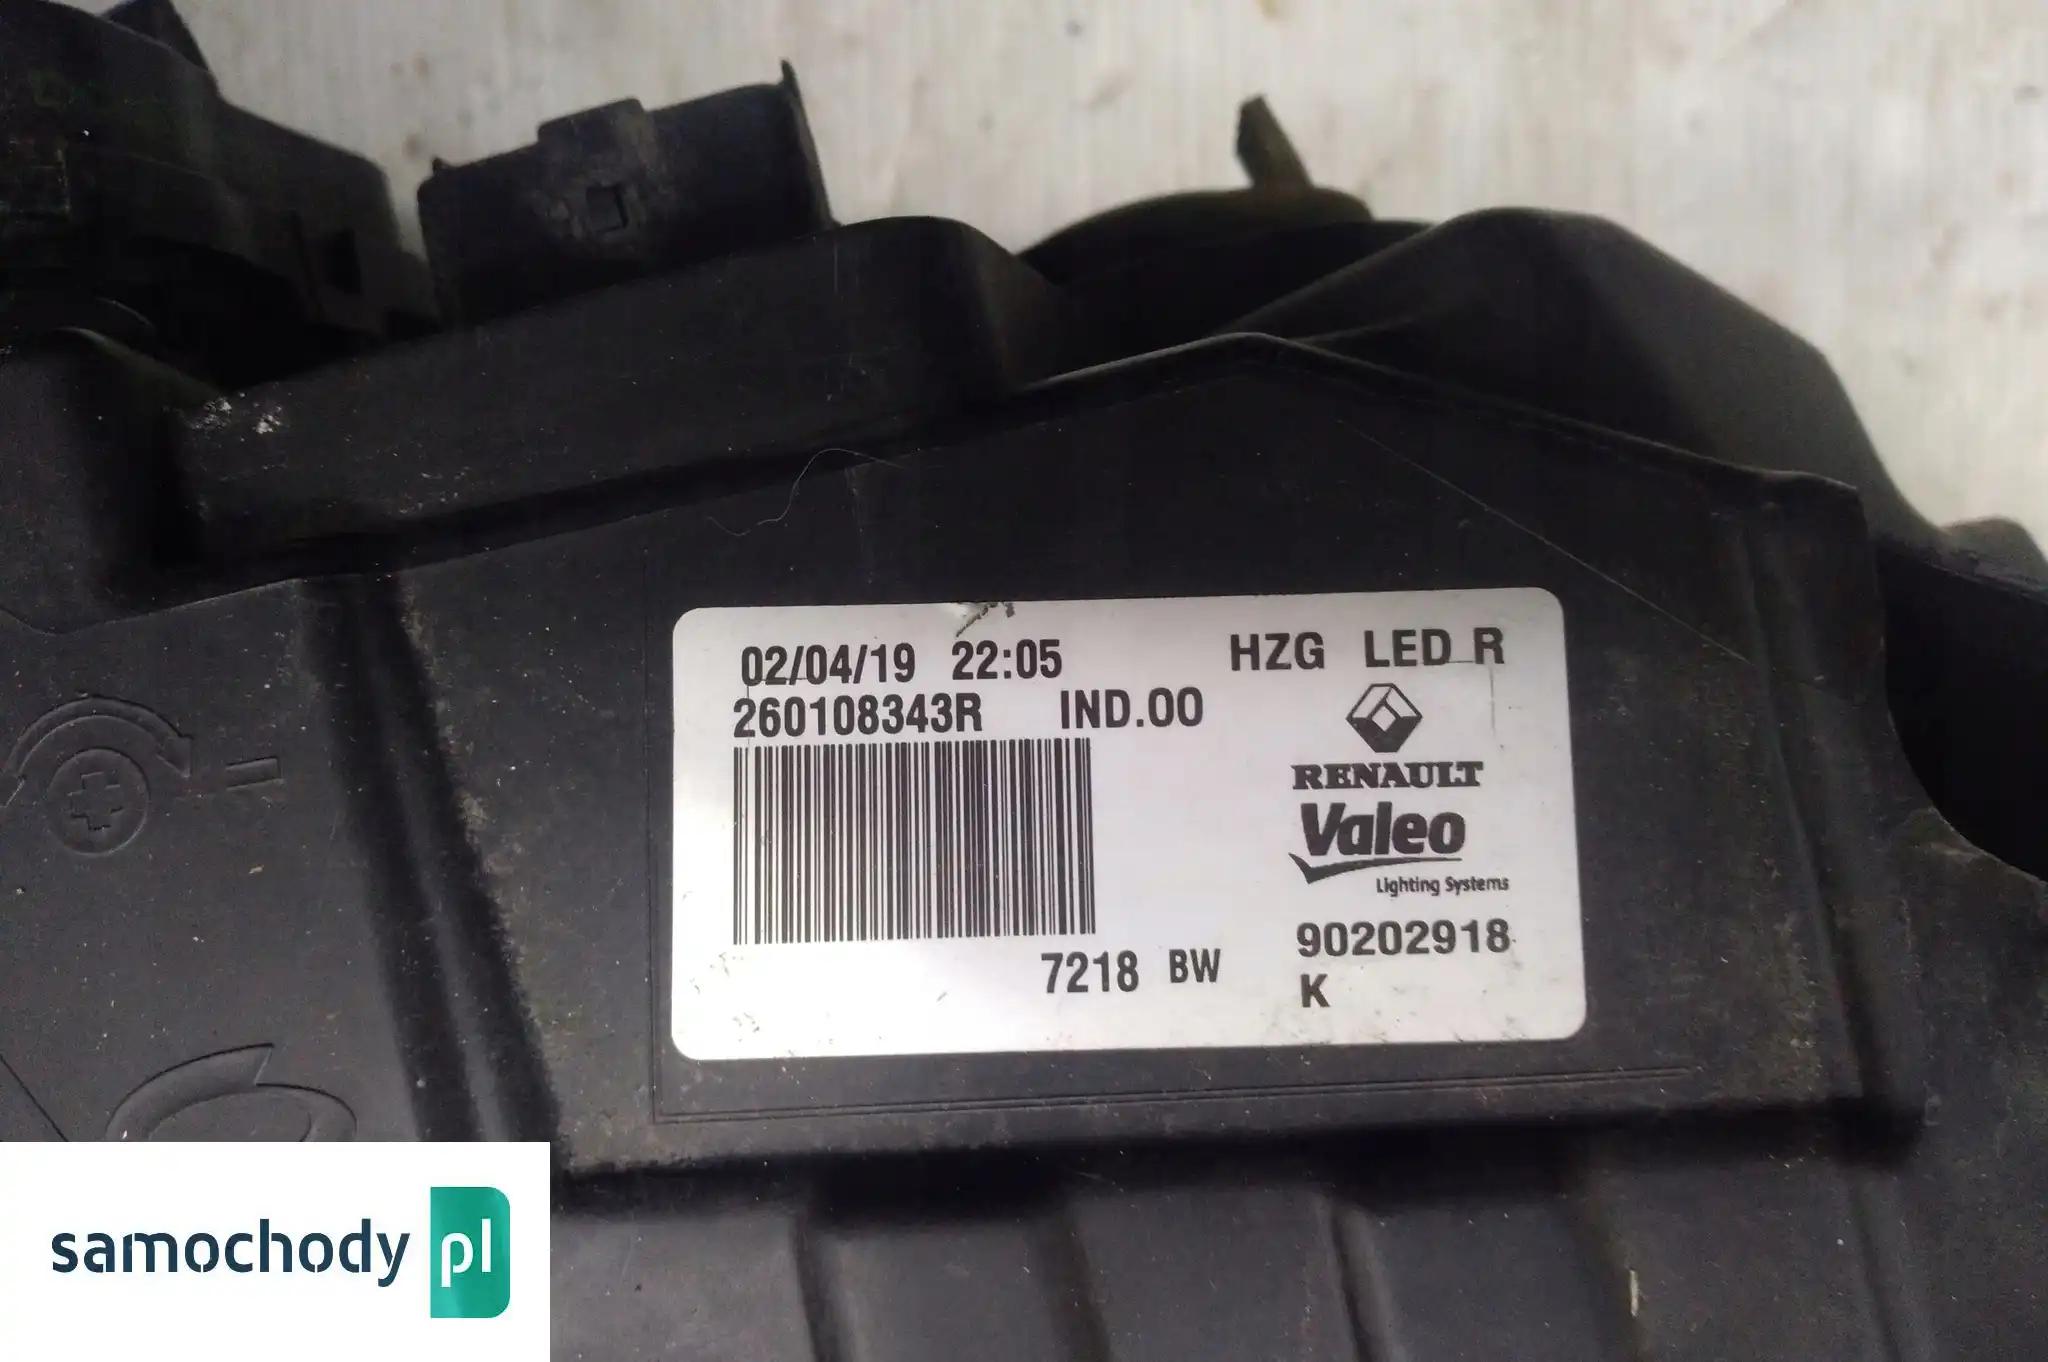 02/04/19 22:05 HZG LED R
260108343R IND.00
RENAULT
Valeo
Lighting Systems
90202918
7218 BW
K
samochody pl